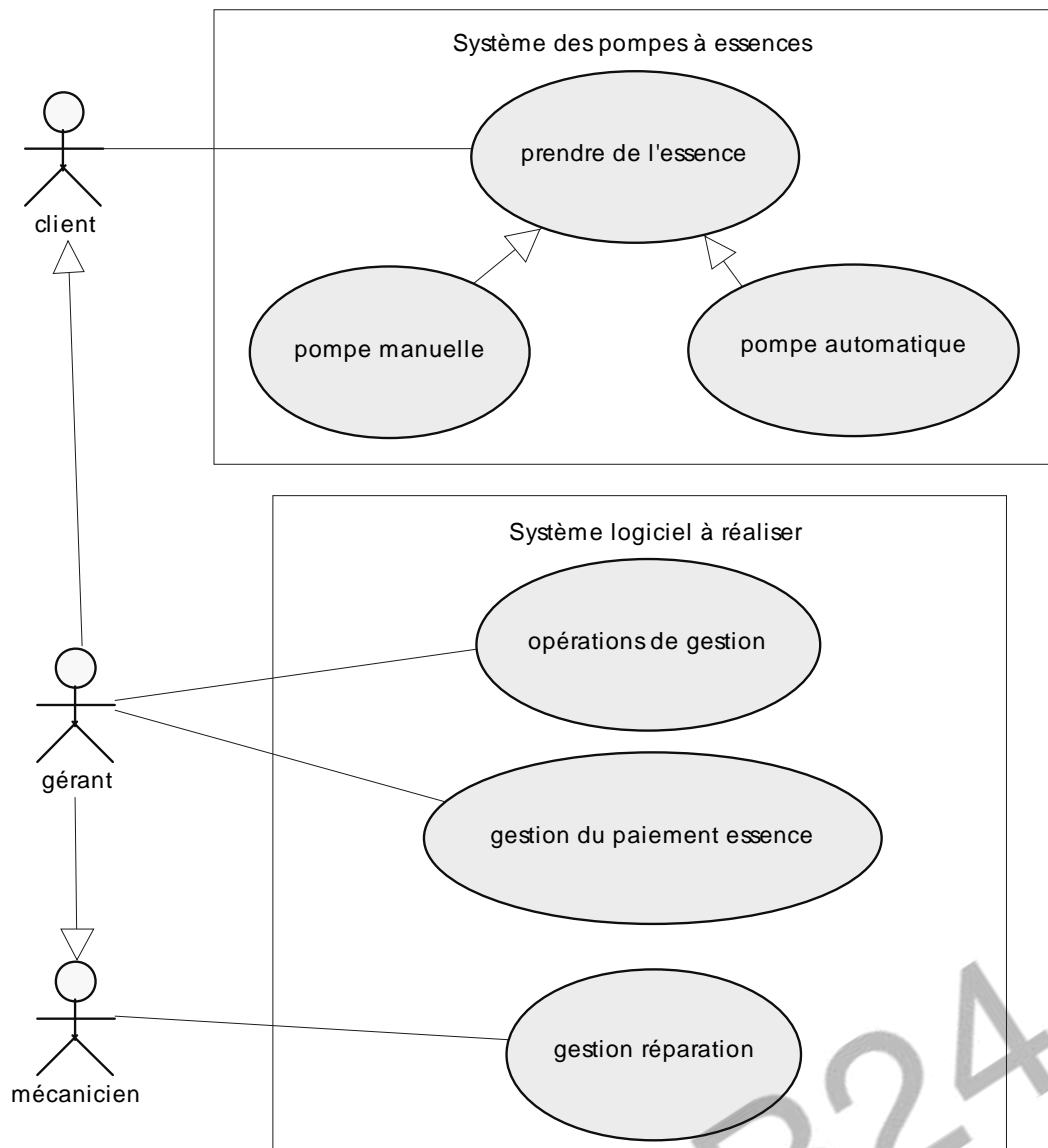 Système des pompes à essences
prendre de l'essence
client
pompe manuelle
pompe automatique
Système logiciel à réaliser
opérations de gestion
gérant
gestion du paiement essence
gestion réparation
mécanicien